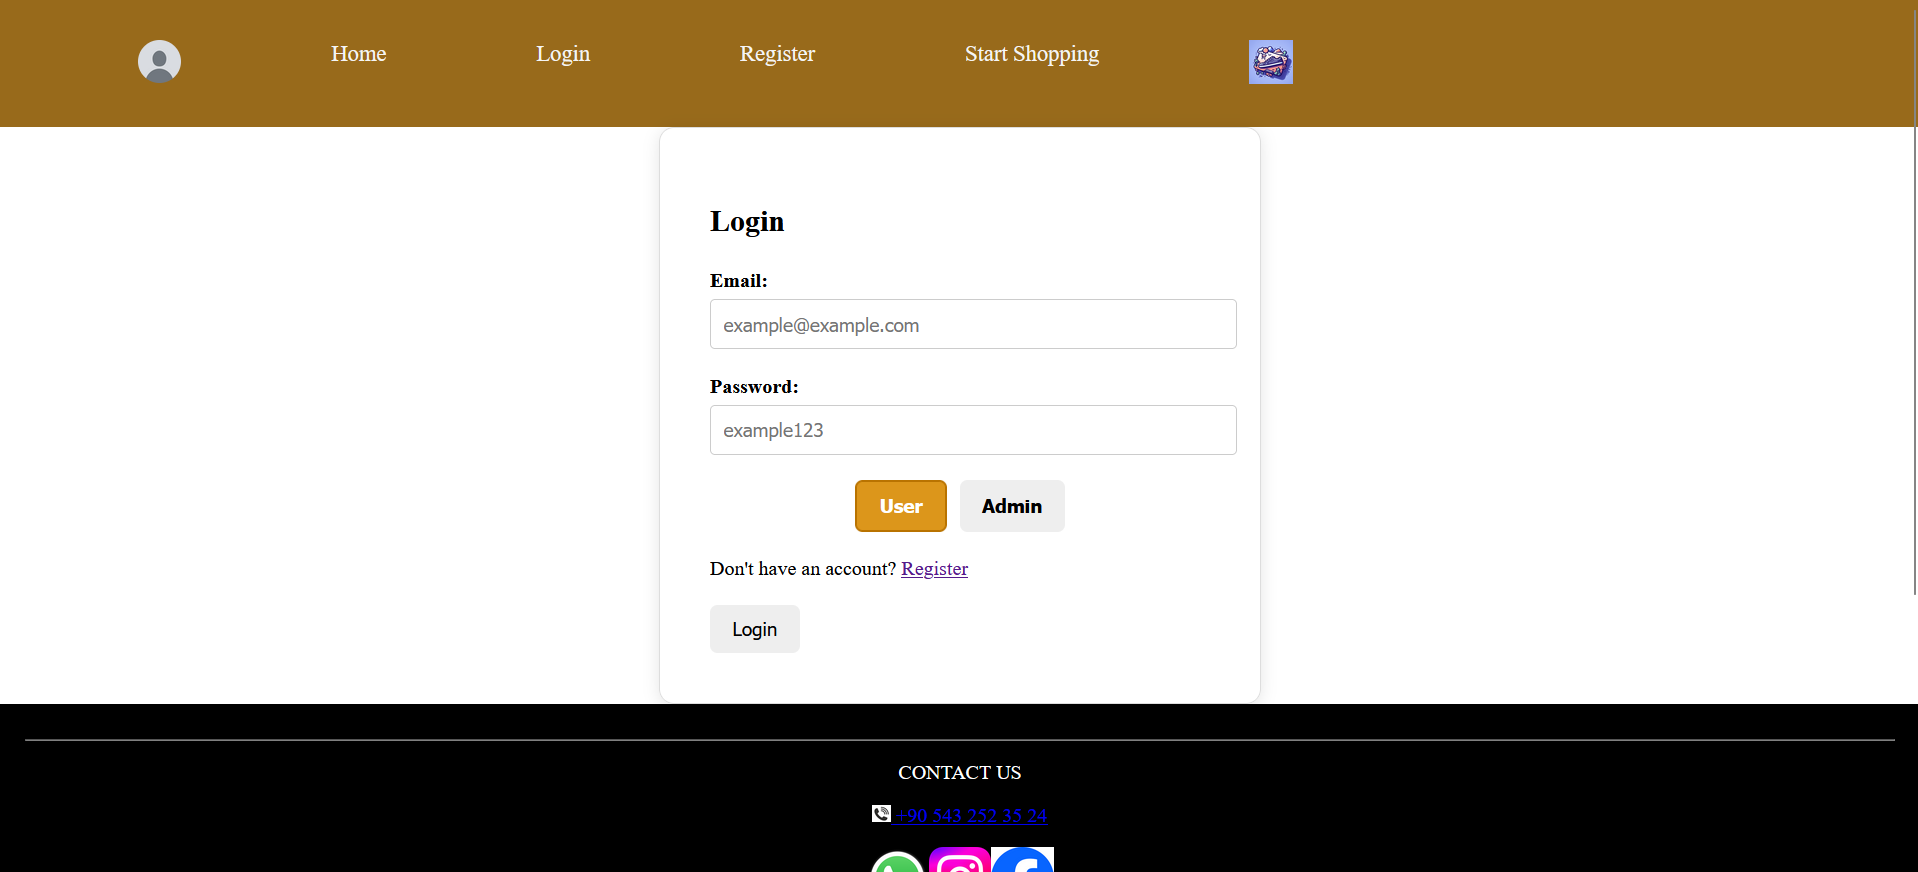 Home Login Register Start Shopping
Login
Email:
example@example.com
Password:
example123
User Admin
Don't have an account? Register
Login
CONTACT US
+90 543 252 35 24